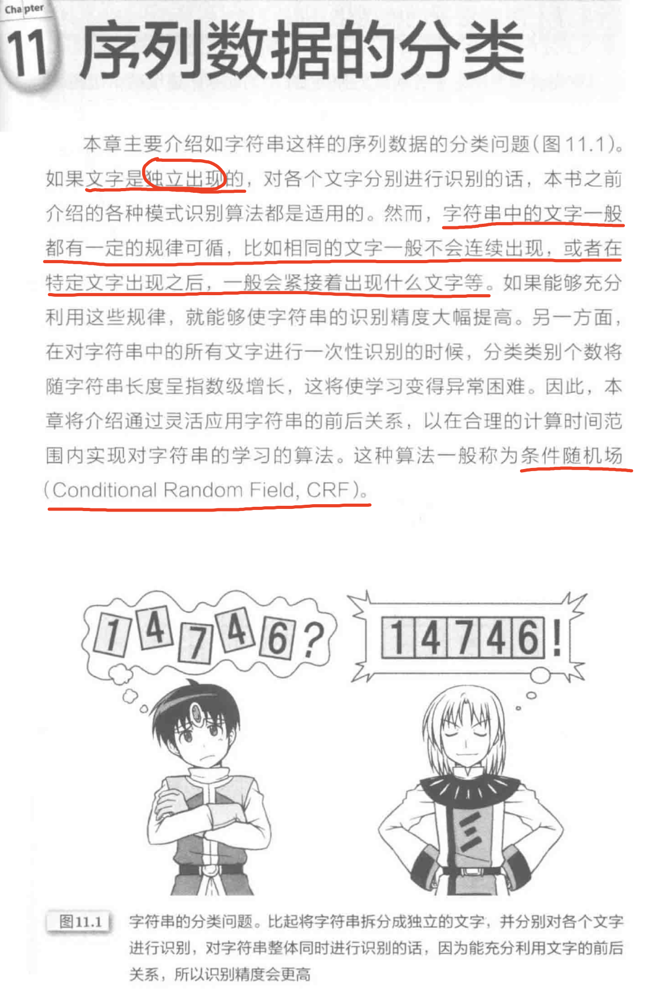 Chapter
11 序列数据的分类
本章主要介绍如字符串这样的序列数据的分类问题(图11.1)。
如果文字是独立出现的，对各个文字分别进行识别的话，本书之前
介绍的各种模式识别算法都是适用的。然而，字符串中的文字一般
都有一定的规律可循，比如相同的文字一般不会连续出现，或者在
特定文字出现之后，一般会紧接着出现什么文字等。如果能够充分
利用这些规律，就能够使字符串的识别精度大幅提高。另一方面，
在对字符串中的所有文字进行一次性识别的时候，分类类别个数将
随字符串长度呈指数级增长，这将使学习变得异常困难。因此，本
章将介绍通过灵活应用字符串的前后关系，以在合理的计算时间范
围内实现对字符串的学习的算法。这种算法一般称为条件随机场
(Conditional Random Field, CRF)。
1 4 7 4 6 ?
1 4 7 4 6 !
图11.1 字符串的分类问题。比起将字符串拆分成独立的文字，并分别对各个文字
进行识别，对字符串整体同时进行识别的话，因为能充分利用文字的前后
关系，所以识别精度会更高